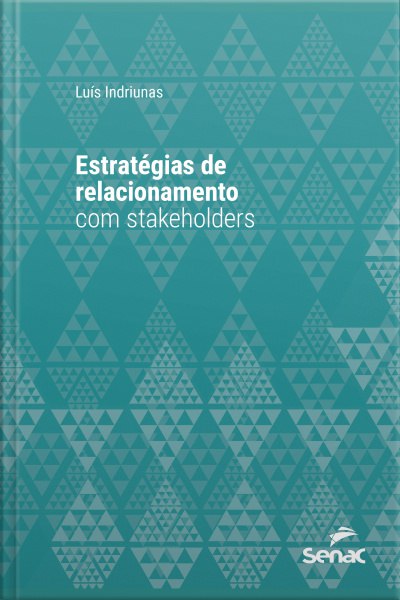 Luís Indriunas
Estratégias de
relacionamento
com stakeholders
Senac